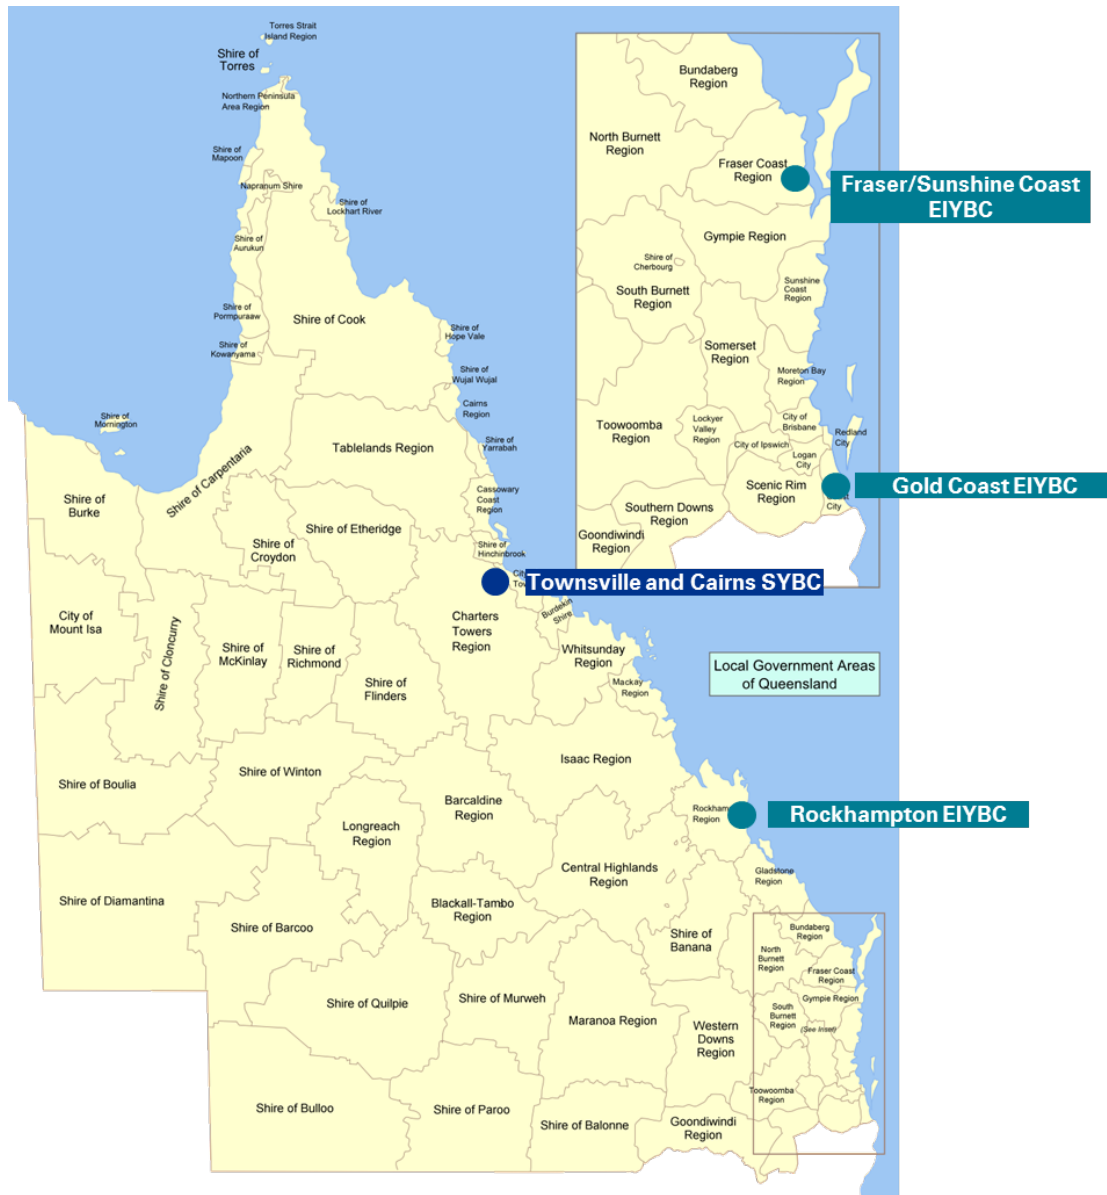 Torres Strait
Island Region
Shire of
Torres
Northern Peninsula
Area Region
Shire of
Mapoon
Napranum Shire
Shire of
Lockhart River
Shire of
Aurukun
Shire of
Pormpuraaw
Shire of Cook
Shire of
Hope Vale
Shire of
Kowanyama
Shire of
Wujal Wujal
Cairns
Region
Shire of
Mornington
Tablelands Region
Shire of
Yarrabah
Shire of Carpentaria
Shire of
Burke
Cassowary
Coast
Region
Shire of Etheridge
Shire of
Croydon
Shire of
Hinchinbrook
Townsville and Cairns SYBC
Burdekin
Shire
City of
Mount Isa
Shire of Cloncurry
Shire of
McKinlay
Shire of
Richmond
Charters
Towers
Region
Whitsunday
Region
Shire of
Flinders
Mackay
Region
Isaac Region
Shire of Boulia
Shire of Winton
Barcaldine
Region
Longreach
Region
Region
Rockhampton EIYBC
Central Highlands
Region
Gladstone
Region
Shire of Diamantina
Blackall-Tambo
Region
Shire of Barcoo
Shire of
Banana
Bundaberg
Region
North
Burnett
Region
Fraser Coast
Region
Shire of Quilpie
Shire of Murweh
Gympie Region
South
Burnett
Region
(See Inset)
Maranoa Region
Western
Downs
Region
Toowoomba
Region
Shire of Bulloo
Shire of Paroo
Shire of Balonne
Goondiwindi
Region
Bundaberg
Region
North Burnett
Region
Fraser Coast
Region
Fraser/Sunshine Coast
EIYBC
Gympie Region
Shire of
Cherbourg
South Burnett
Region
Sunshine
Coast
Region
Somerset
Region
Moreton Bay
Region
Toowoomba
Region
Lockyer
Valley
Region
City of
Brisbane
Redland
City
City of Ipswich
Logan
City
Scenic Rim
Region
Gold Coast EIYBC
City
Southern Downs
Region
Goondiwindi
Region
Local Government Areas
of Queensland